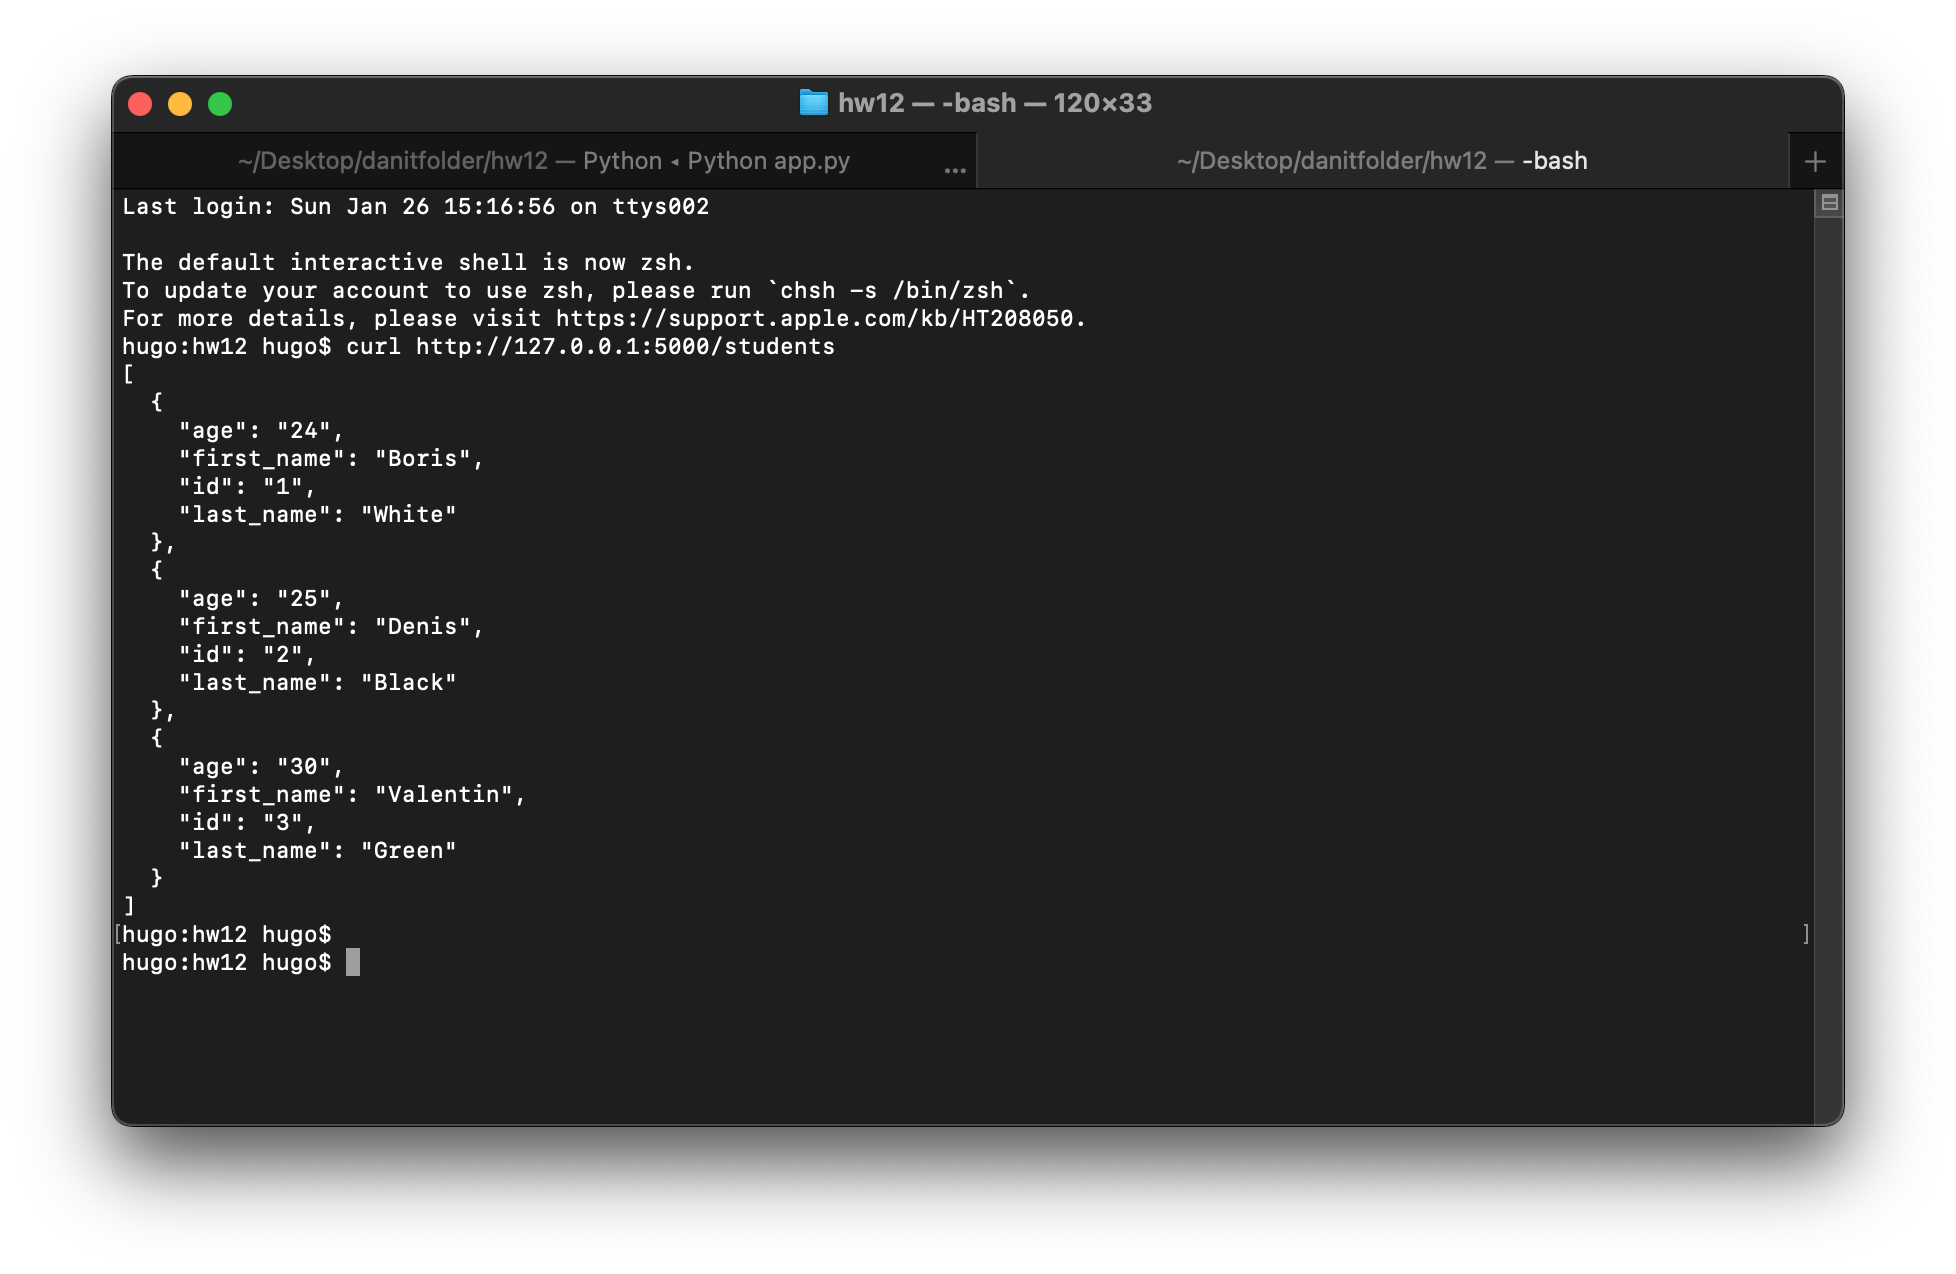 hw12 — -bash — 120×33
~/Desktop/danitfolder/hw12 — Python ◂ Python app.py ...
~/Desktop/danitfolder/hw12 — -bash
Last login: Sun Jan 26 15:16:56 on ttys002
The default interactive shell is now zsh.
To update your account to use zsh, please run `chsh -s /bin/zsh`.
For more details, please visit https://support.apple.com/kb/HT208050.
hugo:hw12 hugo$ curl http://127.0.0.1:5000/students
[
  {
    "age": "24",
    "first_name": "Boris",
    "id": "1",
    "last_name": "White"
  },
  {
    "age": "25",
    "first_name": "Denis",
    "id": "2",
    "last_name": "Black"
  },
  {
    "age": "30",
    "first_name": "Valentin",
    "id": "3",
    "last_name": "Green"
  }
]
[hugo:hw12 hugo$ ]
hugo:hw12 hugo$